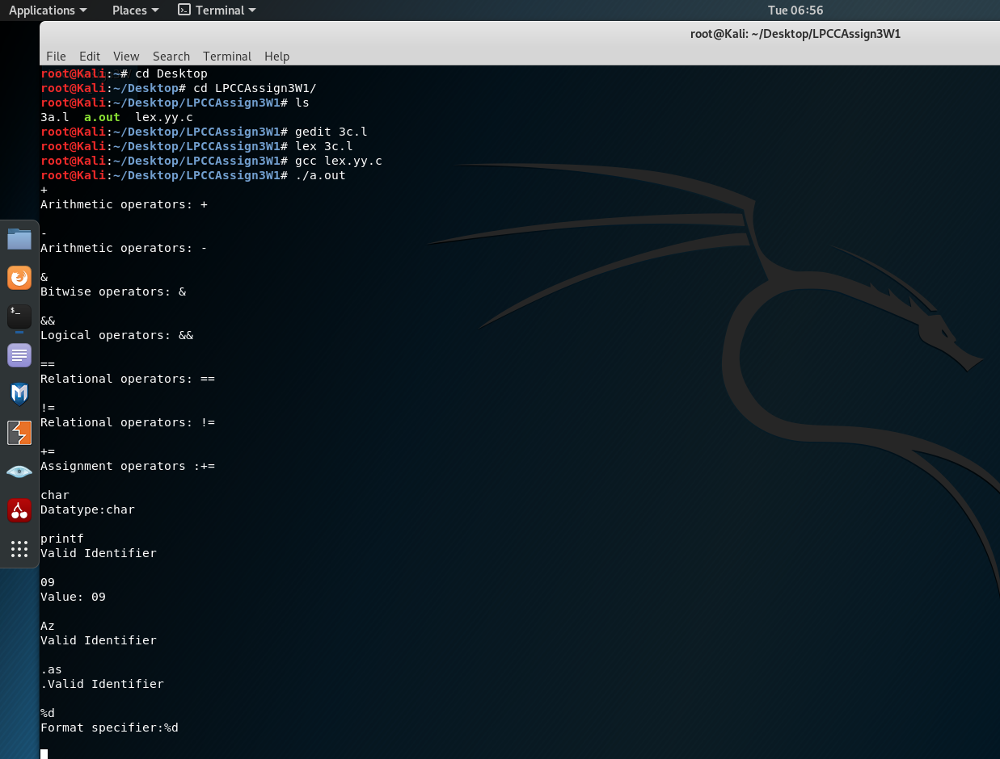 Applications Places Terminal Tue 06:56
root@Kali: ~/Desktop/LPCCAssign3W1
File Edit View Search Terminal Help
root@Kali:~# cd Desktop
root@Kali:~/Desktop# cd LPCCAssign3W1/
root@Kali:~/Desktop/LPCCAssign3W1# ls
3a.l  a.out  lex.yy.c
root@Kali:~/Desktop/LPCCAssign3W1# gedit 3c.l
root@Kali:~/Desktop/LPCCAssign3W1# lex 3c.l
root@Kali:~/Desktop/LPCCAssign3W1# gcc lex.yy.c
root@Kali:~/Desktop/LPCCAssign3W1# ./a.out
+
Arithmetic operators: +
-
Arithmetic operators: -
&
Bitwise operators: &
&&
Logical operators: &&
==
Relational operators: ==
!=
Relational operators: !=
+=
Assignment operators :+=
char
Datatype:char
printf
Valid Identifier
09
Value: 09
Az
Valid Identifier
.as
.Valid Identifier
%d
Format specifier:%d